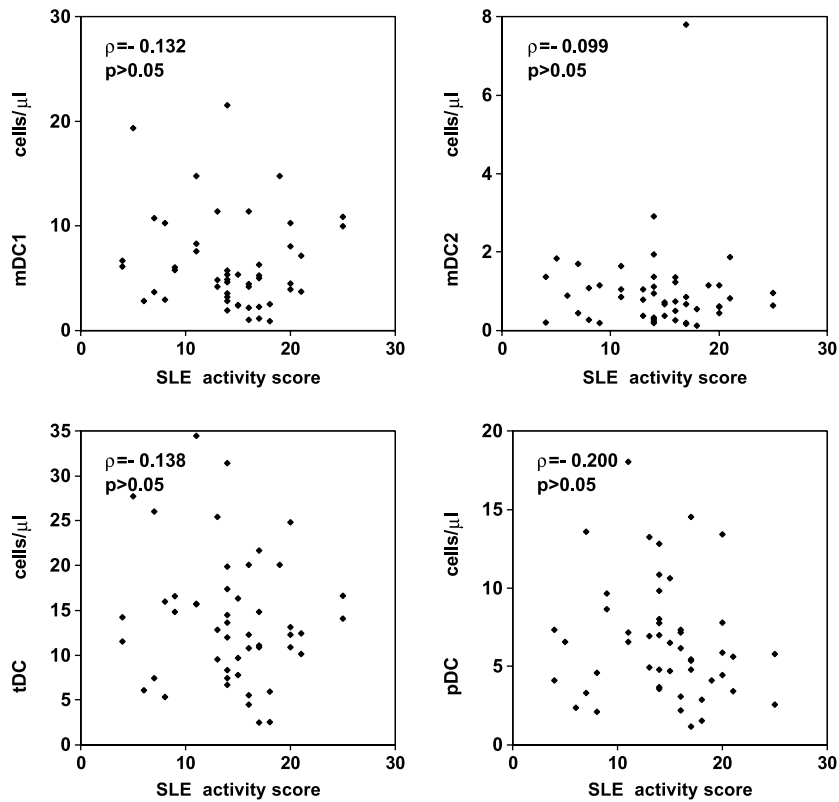 30
20
10
0
mDC1 cells/μl
ρ=- 0.132
p>0.05
0 10 20 30
SLE activity score
8
6
4
2
0
mDC2 cells/μl
ρ=- 0.099
p>0.05
0 10 20 30
SLE activity score
35
30
25
20
15
10
5
0
tDC cells/μl
ρ=- 0.138
p>0.05
0 10 20 30
SLE activity score
20
15
10
5
0
pDC cells/μl
ρ=- 0.200
p>0.05
0 10 20 30
SLE activity score